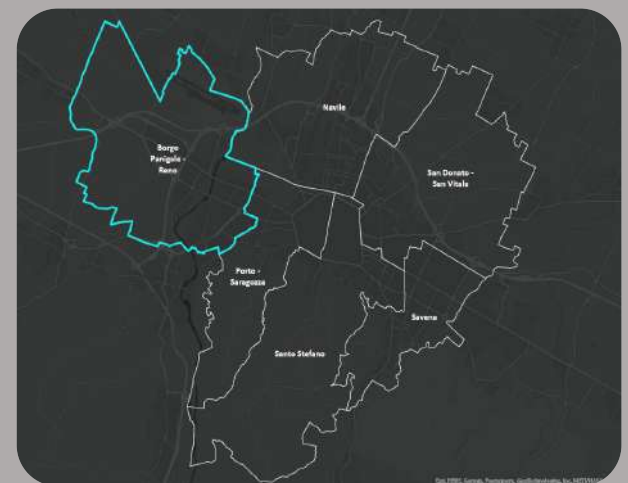 Navile
Borgo
Panigale -
Reno
San Donato -
San Vitale
Porto -
Saragozza
Savena
Santo Stefano